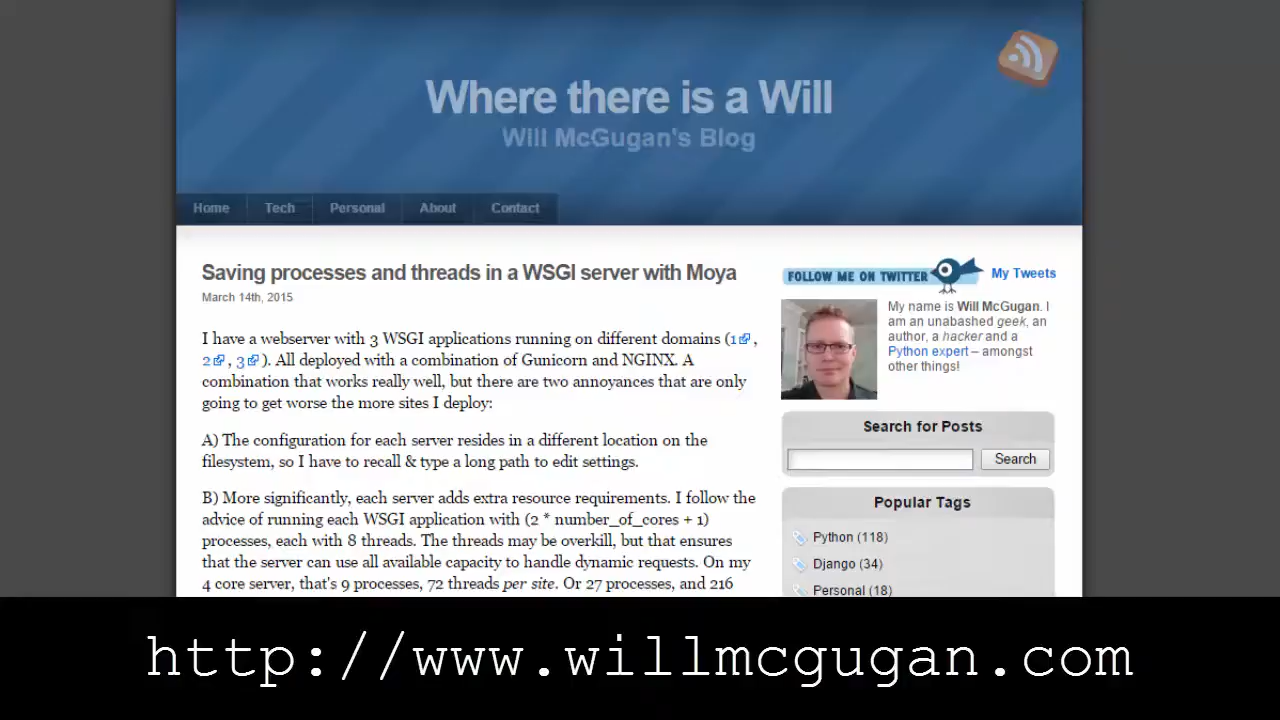 Where there is a Will
Will McGugan's Blog
Home Tech Personal About Contact
Saving processes and threads in a WSGI server with Moya
March 14th, 2015
I have a webserver with 3 WSGI applications running on different domains (1,
2, 3). All deployed with a combination of Gunicorn and NGINX. A
combination that works really well, but there are two annoyances that are only
going to get worse the more sites I deploy:
A) The configuration for each server resides in a different location on the
filesystem, so I have to recall & type a long path to edit settings.
B) More significantly, each server adds extra resource requirements. I follow the
advice of running each WSGI application with (2 * number_of_cores + 1)
processes, each with 8 threads. The threads may be overkill, but that ensures
that the server can use all available capacity to handle dynamic requests. On my
4 core server, that's 9 processes, 72 threads per site. Or 27 processes, and 216
FOLLOW ME ON TWITTER My Tweets
My name is Will McGugan. I
am an unabashed geek, an
author, a hacker and a
Python expert – amongst
other things!
Search for Posts
Search
Popular Tags
Python (118)
Django (34)
Personal (18)
http://www.willmcgugan.com